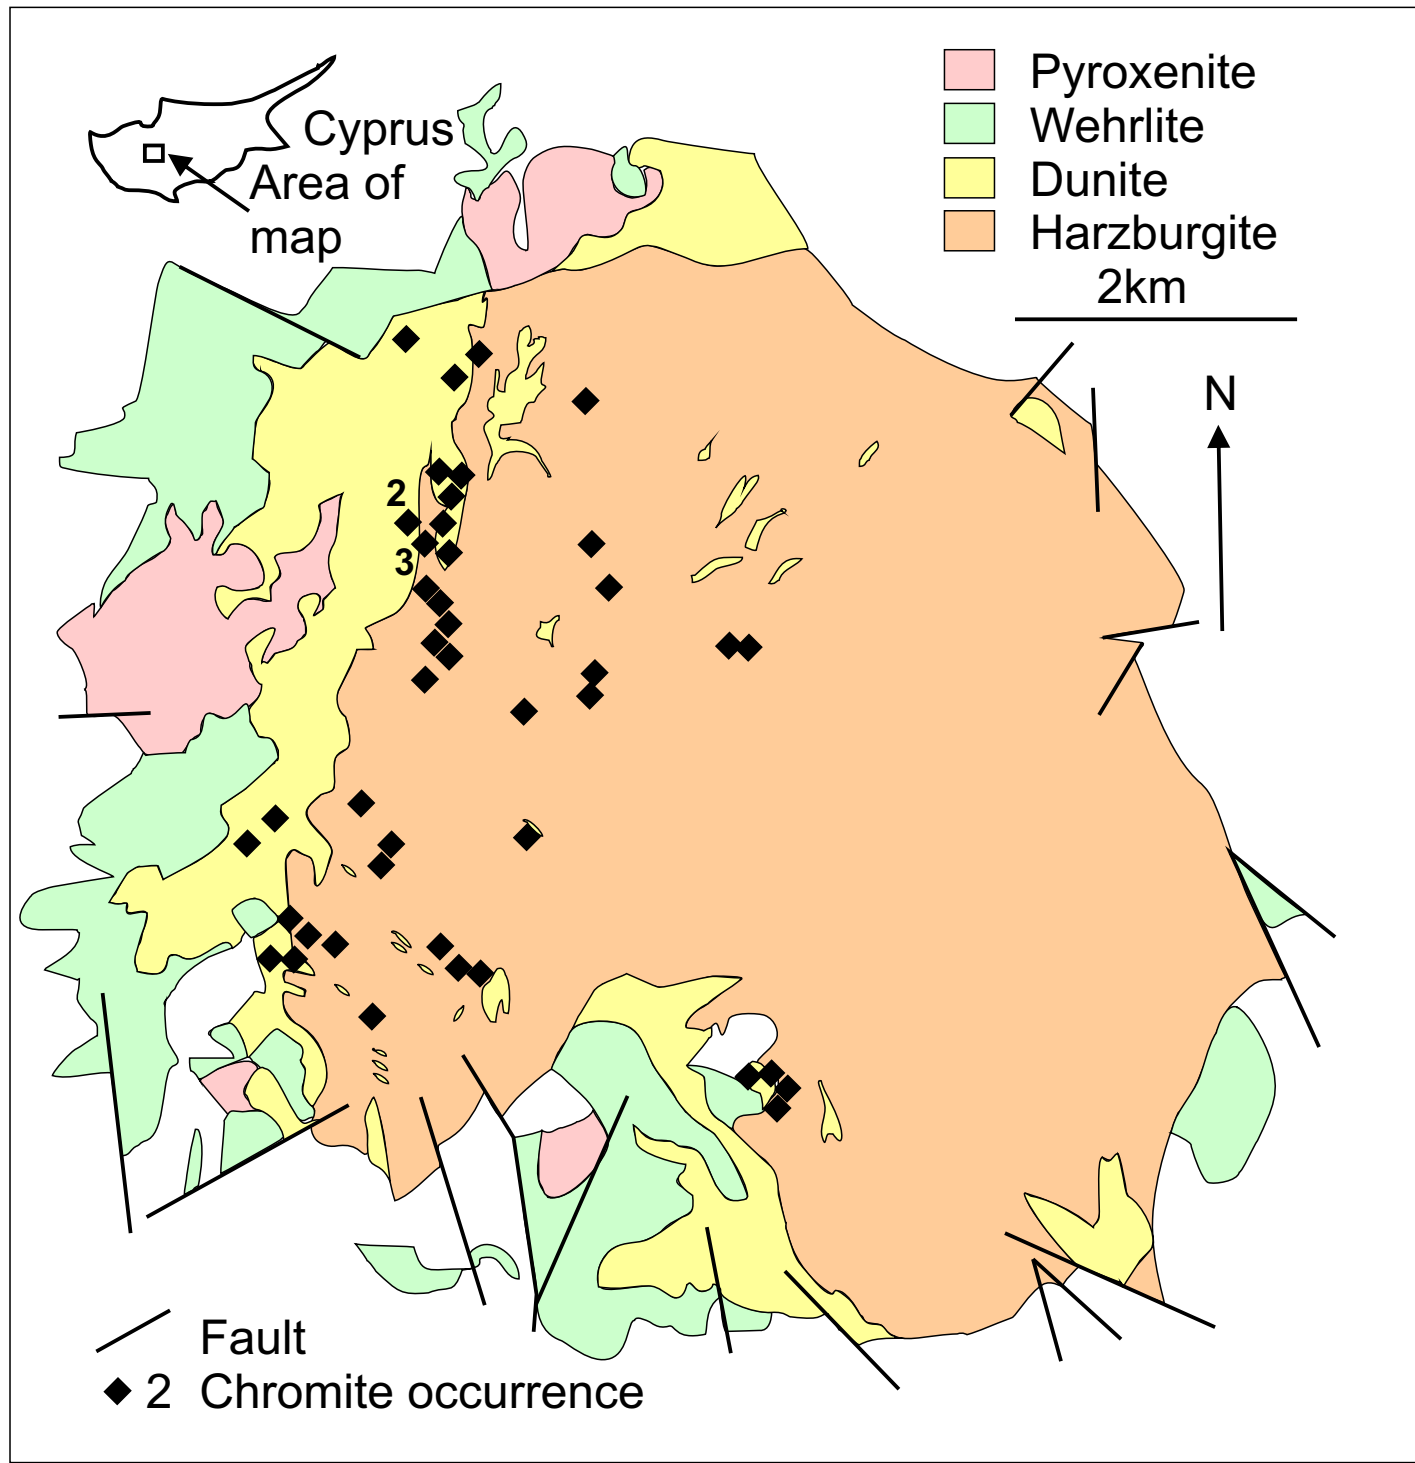 Cyprus
Area of
map
Pyroxenite
Wehrlite
Dunite
Harzburgite
2km
N
2
3
Fault
2 Chromite occurrence